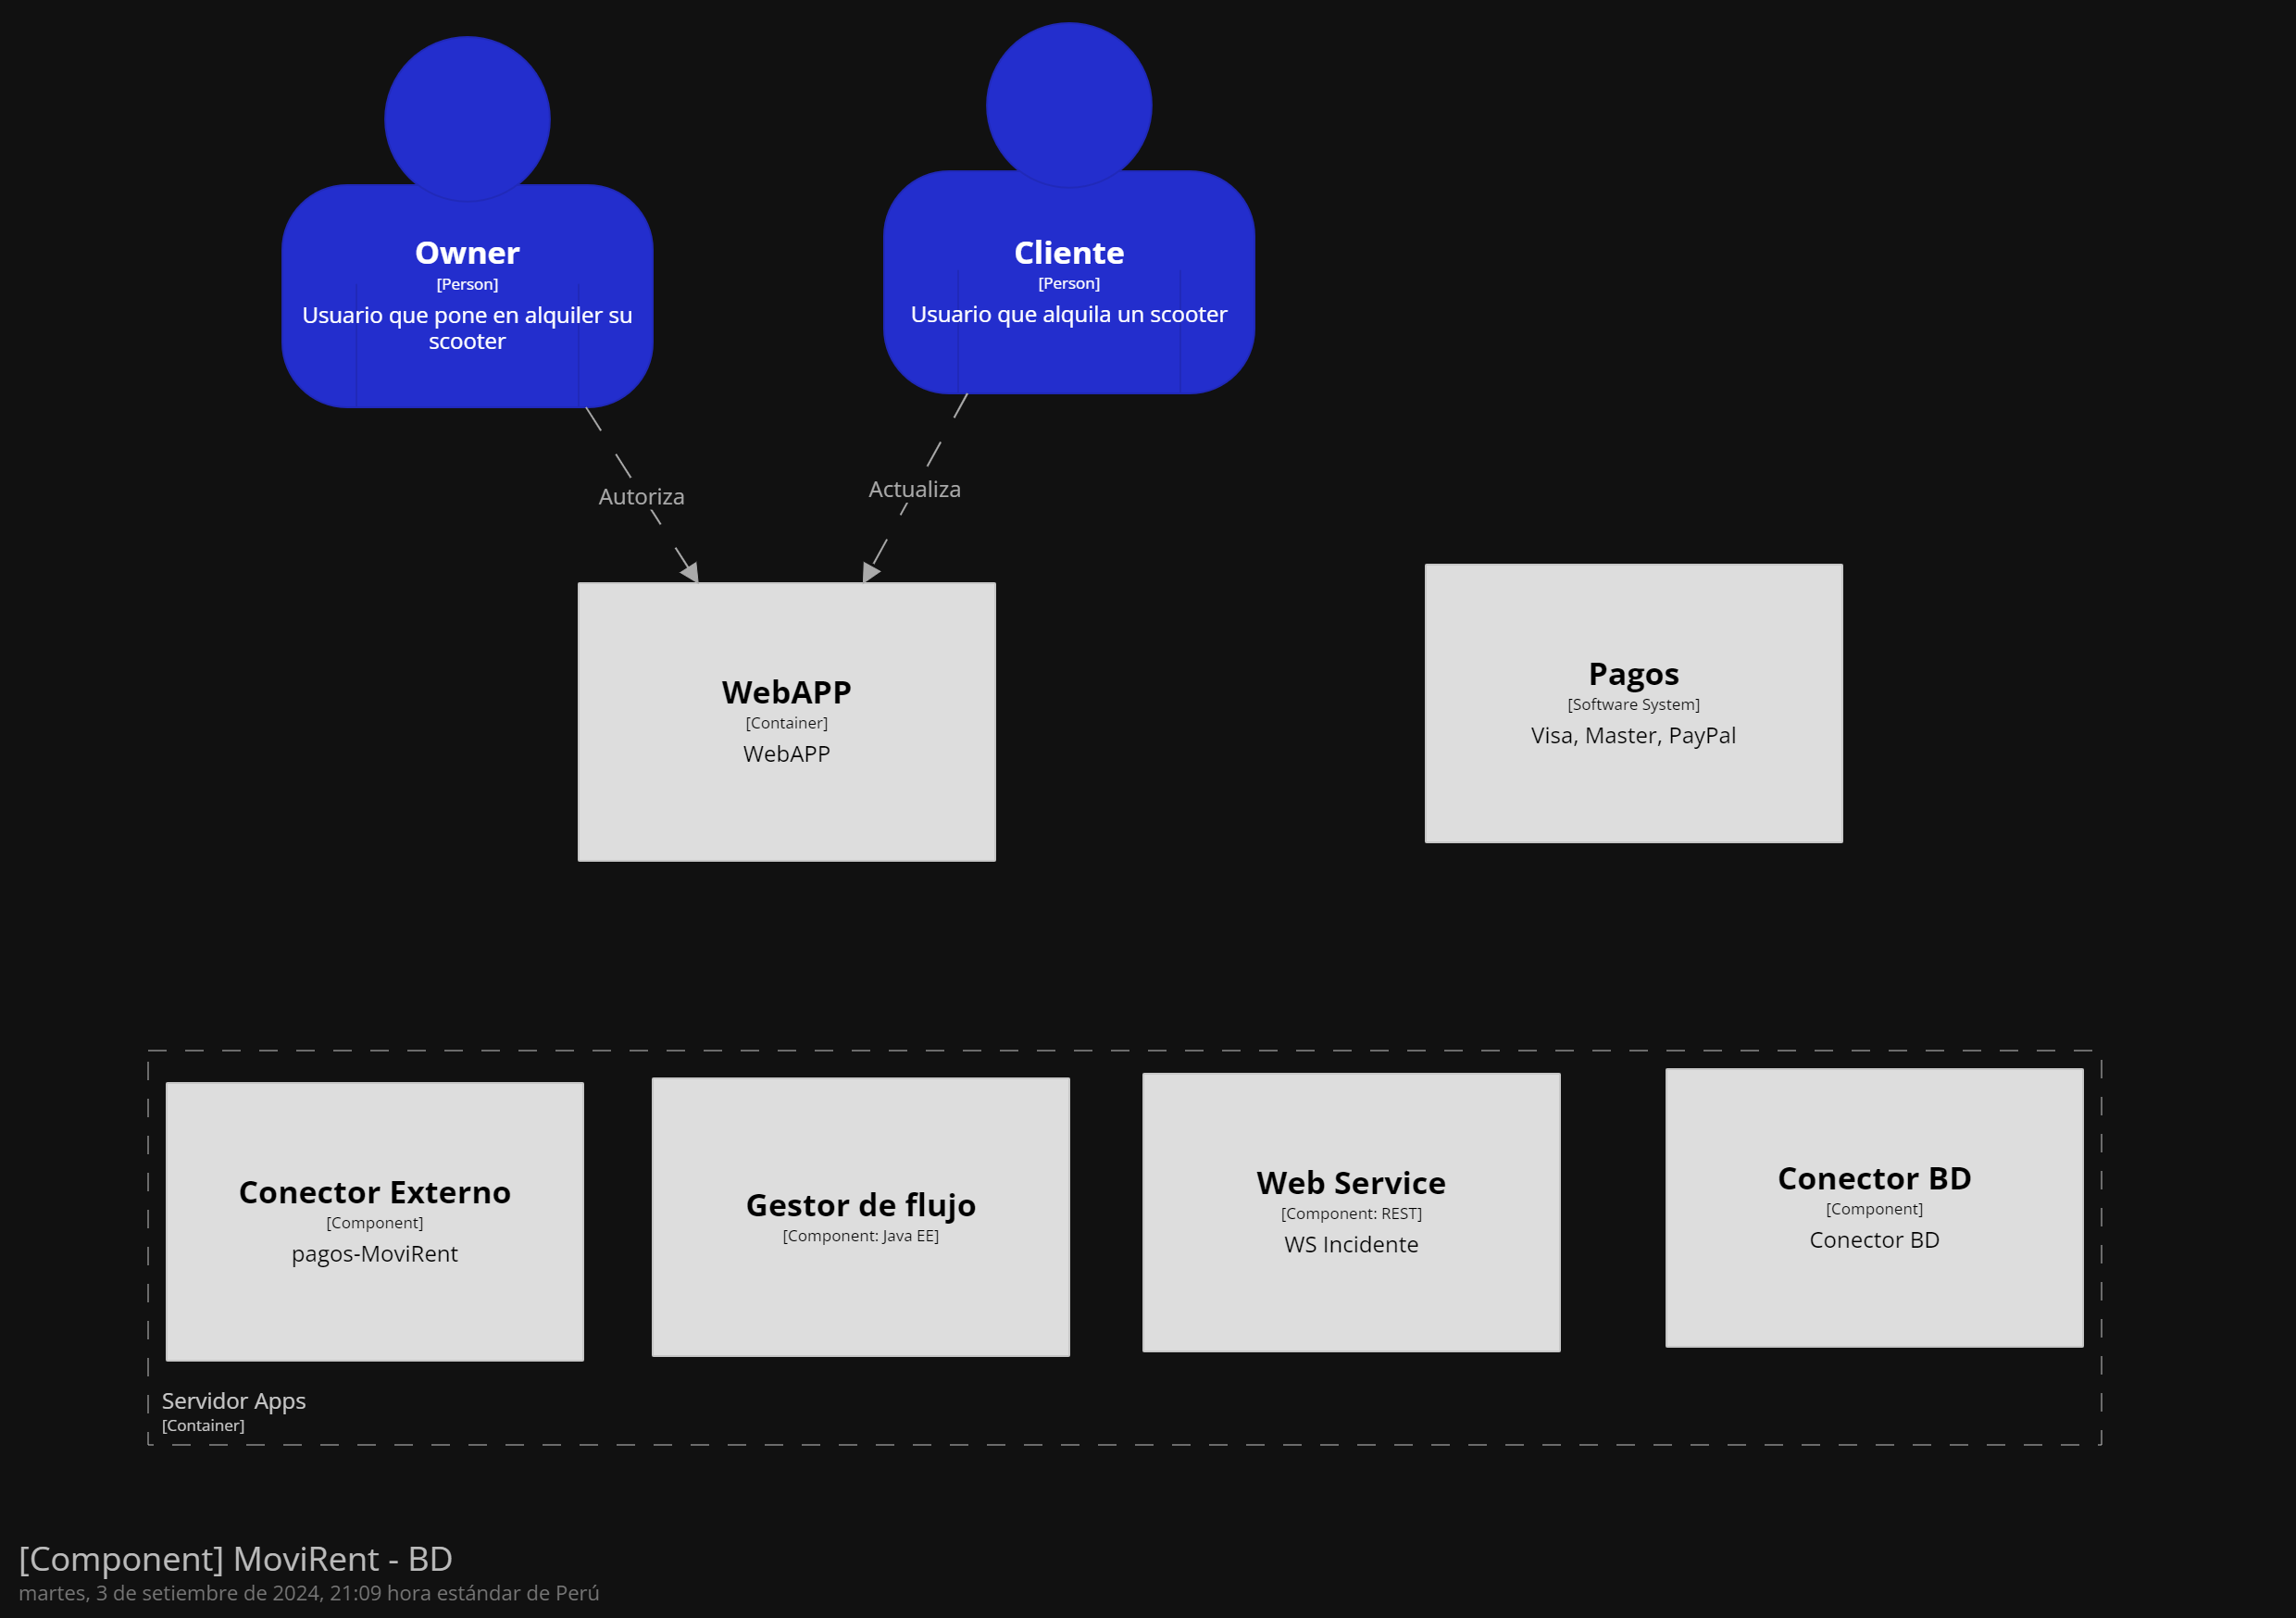 Owner
[Person]
Usuario que pone en alquiler su
scooter
Cliente
[Person]
Usuario que alquila un scooter
Autoriza
Actualiza
WebAPP
[Container]
WebAPP
Pagos
[Software System]
Visa, Master, PayPal
Conector Externo
[Component]
pagos-MoviRent
Gestor de flujo
[Component: Java EE]
Web Service
[Component: REST]
WS Incidente
Conector BD
[Component]
Conector BD
Servidor Apps
[Container]
[Component] MoviRent - BD
martes, 3 de setiembre de 2024, 21:09 hora estándar de Perú